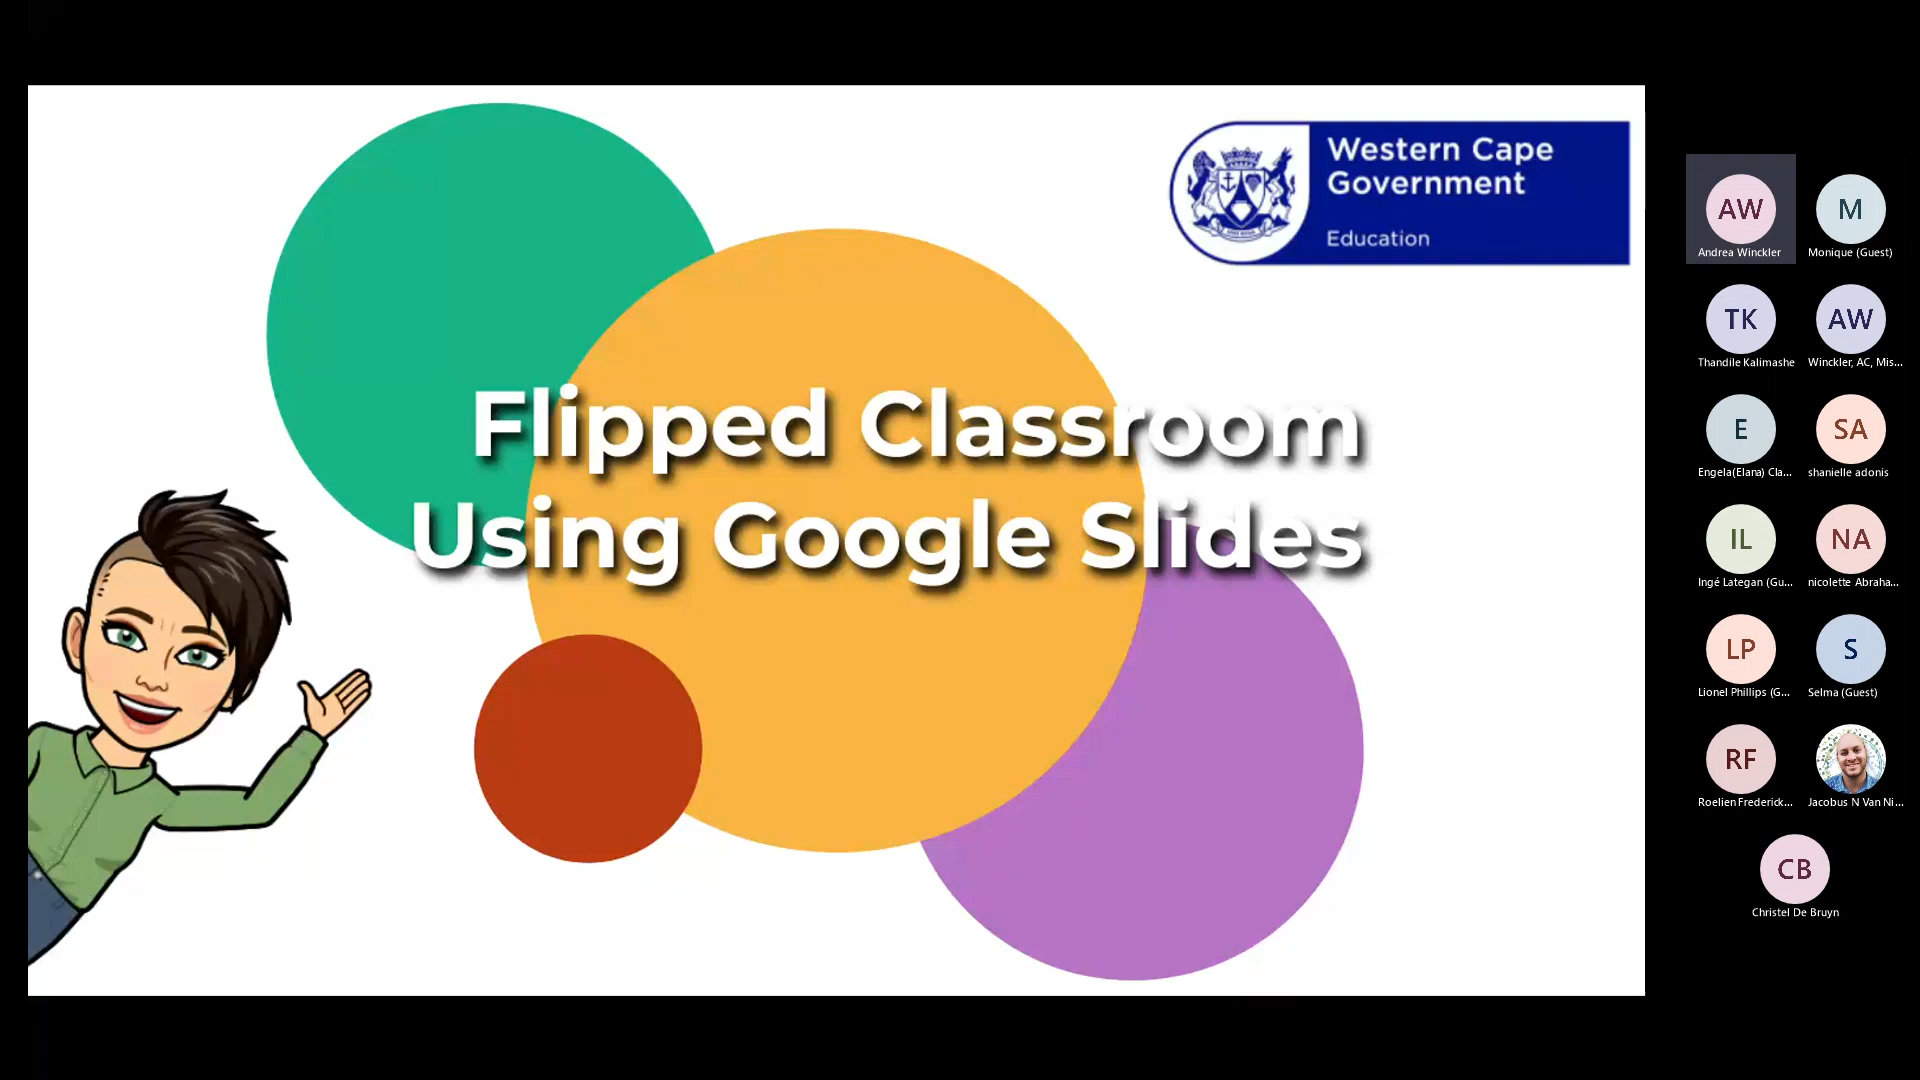 Western Cape
Government
Education
Flipped Classroom
Using Google Slides
AW
Andrea Winckler
M
Monique (Guest)
TK
Thandile Kalimashe
AW
Winckler, AC, Mis...
E
Engela(Elana) Cla...
SA
shanielle adonis
IL
Ingé Lategan (Gu...
NA
nicolette Abraha...
LP
Lionel Phillips (G...
S
Selma (Guest)
RF
Roelien Frederick...
Jacobus N Van Ni...
CB
Christel De Bruyn